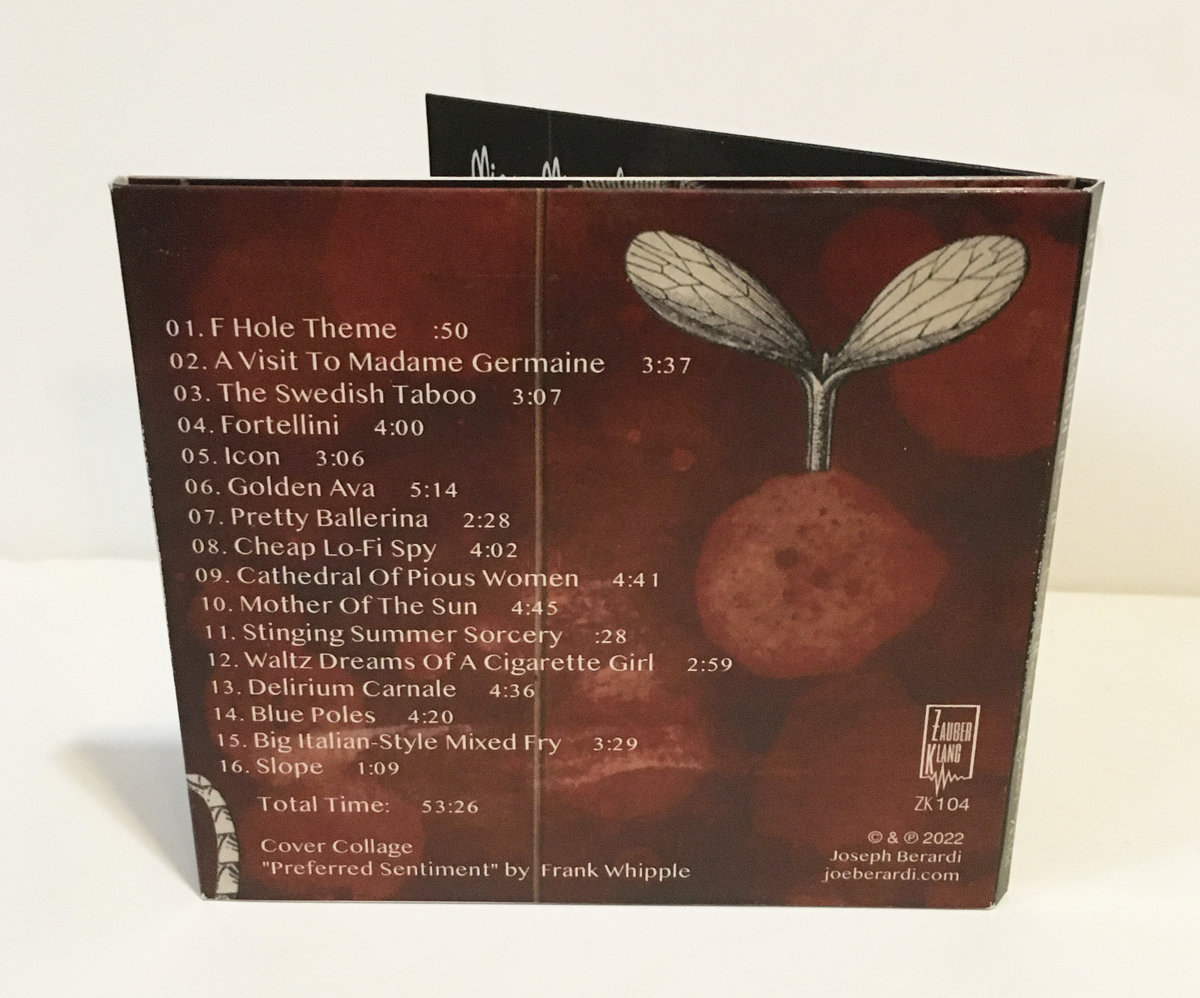 01. F Hole Theme :50
02. A Visit To Madame Germaine 3:37
03. The Swedish Taboo 3:07
04. Fortellini 4:00
05. Icon 3:06
06. Golden Ava 5:14
07. Pretty Ballerina 2:28
08. Cheap Lo-Fi Spy 4:02
09. Cathedral Of Pious Women 4:41
10. Mother Of The Sun 4:45
11. Stinging Summer Sorcery :28
12. Waltz Dreams Of A Cigarette Girl 2:59
13. Delirium Carnale 4:36
14. Blue Poles 4:20
15. Big Italian-Style Mixed Fry 3:29
16. Slope 1:09
Total Time: 53:26
Cover Collage
"Preferred Sentiment" by Frank Whipple
ZAUBER
KLANG
ZK 104
© & ℗ 2022
Joseph Berardi
joeberardi.com